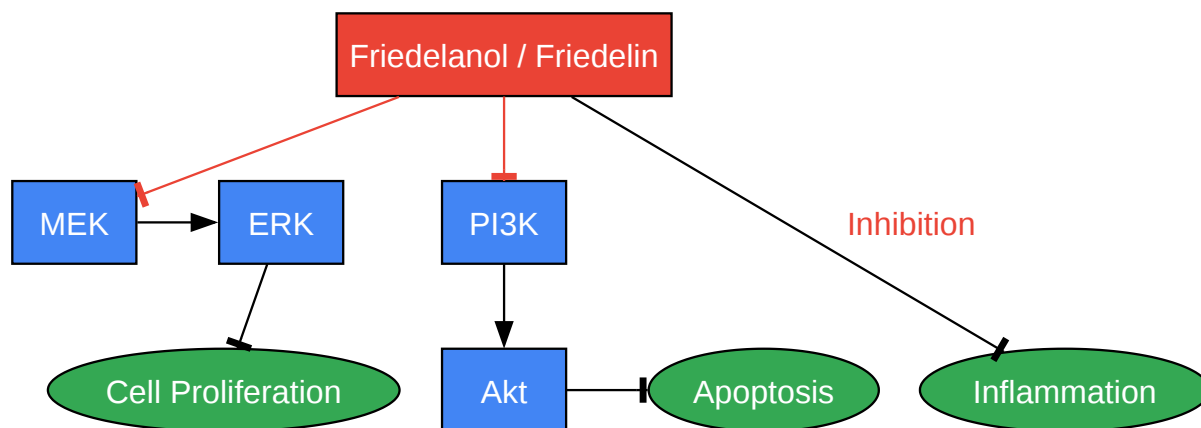 Friedelanol / Friedelin
MEK
ERK
PI3K
Inhibition
Cell Proliferation
Akt
Apoptosis
Inflammation